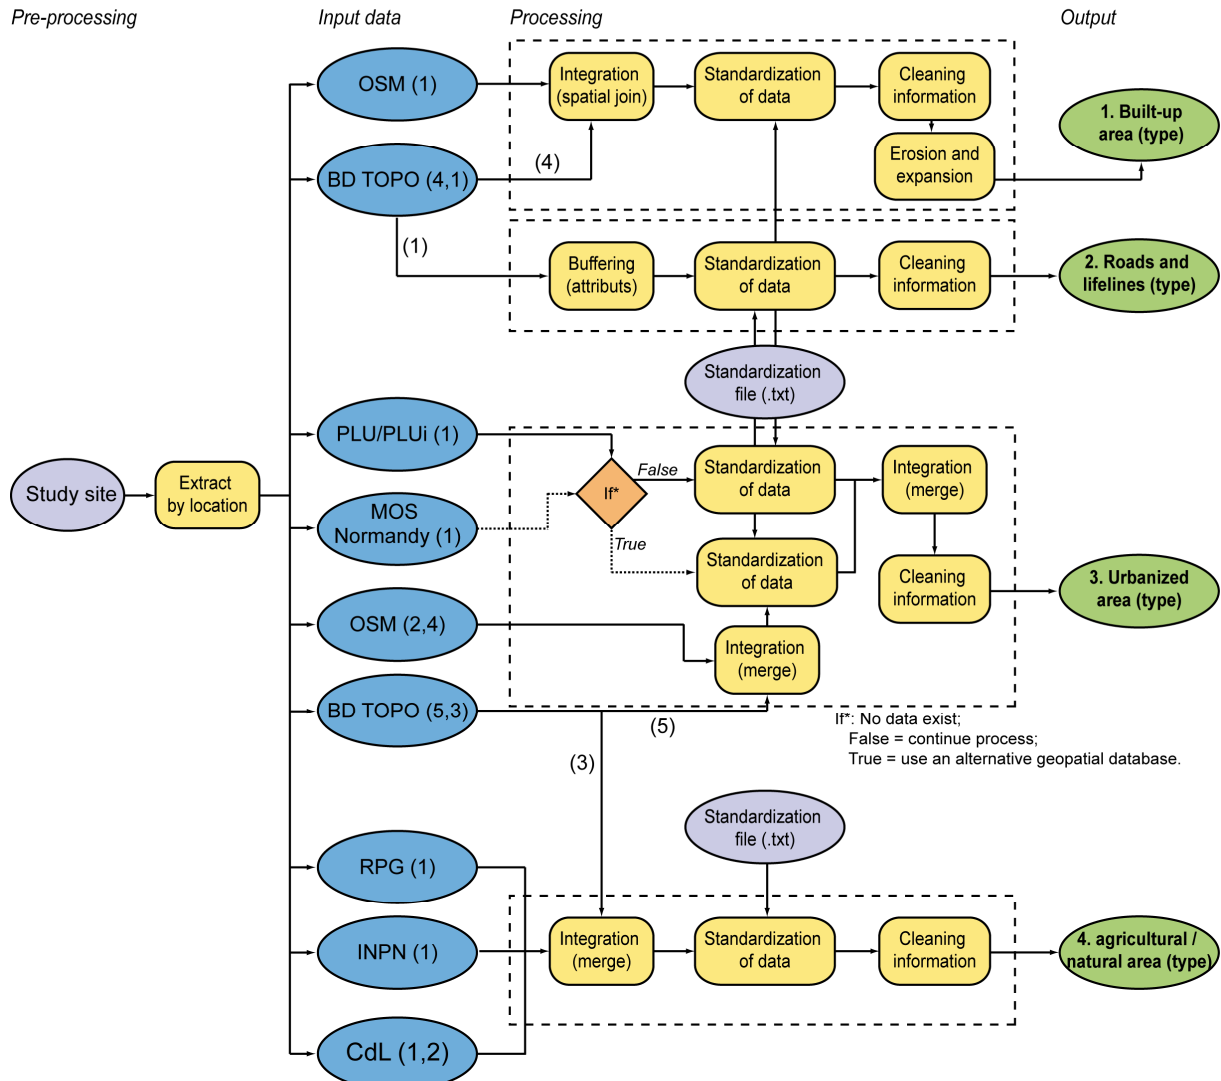 Pre-processing
Input data
Processing
Output
OSM (1)
Integration
(spatial join)
Standardization
of data
Cleaning
information
1. Built-up
area (type)
BD TOPO (4,1)
(4)
Erosion and
expansion
(1)
Buffering
(attributs)
Standardization
of data
Cleaning
information
2. Roads and
lifelines (type)
Standardization
file (.txt)
PLU/PLUi (1)
If*
False
True
Standardization
of data
Integration
(merge)
Study site
Extract
by location
MOS
Normandy (1)
Standardization
of data
Cleaning
information
3. Urbanized
area (type)
OSM (2,4)
Integration
(merge)
BD TOPO (5,3)
(5)
(3)
If*: No data exist;
False = continue process;
True = use an alternative geopatial database.
Standardization
file (.txt)
RPG (1)
INPN (1)
Integration
(merge)
Standardization
of data
Cleaning
information
4. agricultural /
natural area (type)
CdL (1,2)